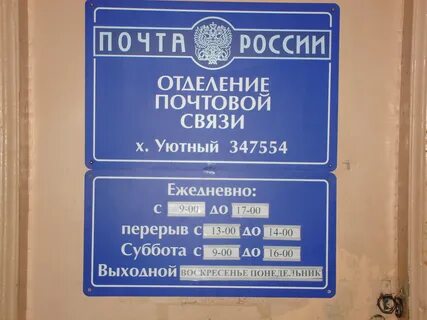 ПОЧТА РОССИИ
ОТДЕЛЕНИЕ
ПОЧТОВОЙ
СВЯЗИ
х. Уютный 347554
Ежедневно:
с 9-00 до 17-00
перерыв с 13-00 до 14-00
Суббота с 9-00 до 16-00
Выходной ВОСКРЕСЕНЬЕ ПОНЕДЕЛЬНИК